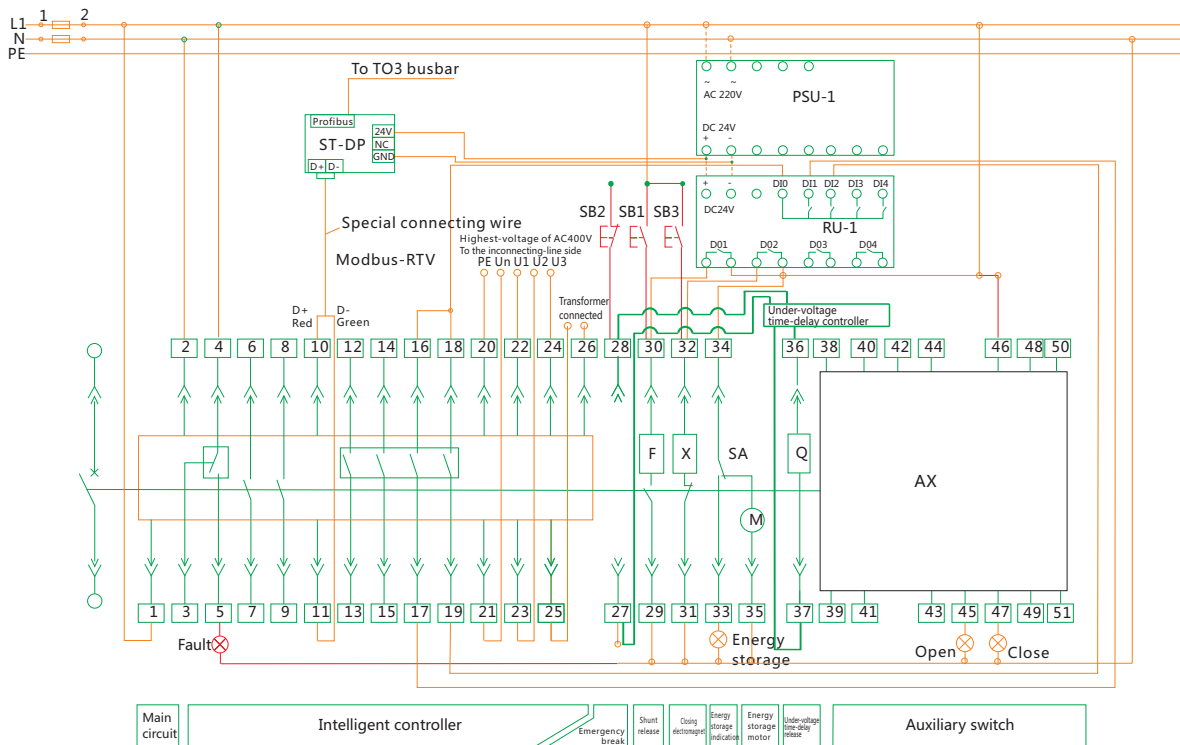 L1 1 2
N
PE
To TO3 busbar
Profibus
ST-DP
24V
NC
GND
D+ D-
~ ~
AC 220V
PSU-1
DC 24V
+ -
+ -
DC24V
DI0 DI1 DI2 DI3 DI4
RU-1
D01 D02 D03 D04
SB2 SB1 SB3
Special connecting wire
Modbus-RTV
Highest-voltage of AC400V
To the inconnecting-line side
PE Un U1 U2 U3
Transformer
connected
D+
Red
D-
Green
Under-voltage
time-delay controller
2 4 6 8 10 12 14 16 18 20 22 24 26 28 30 32 34 36 38 40 42 44 46 48 50
F X SA Q
M
AX
1 3 5 7 9 11 13 15 17 19 21 23 25 27 29 31 33 35 37 39 41 43 45 47 49 51
Fault
Energy
storage
Open
Close
Main
circuit
Intelligent controller
Emergency
break
Shunt
release
Closing
electromagnet
Energy
storage
indication
Energy
storage
motor
Under-voltage
time-delay
release
Auxiliary switch